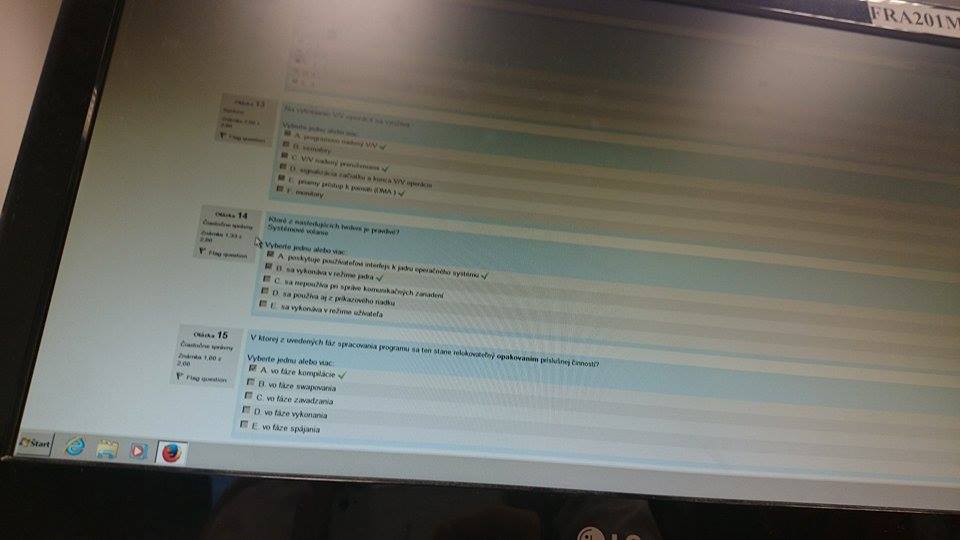 FRA201M
Otázka 13
Správne
Známka 2,00 z
2,00
Flag question
Na vykonanie V/V operácií sa využíva
Vyberte jednu alebo viac:
A. programovo riadený V/V
B. semafory
C. V/V riadený prerušeniami
D. signalizácia začiatku a konca V/V operácie
E. priamy prístup k pamäti (DMA)
F. monitory
Otázka 14
Čiastočne správny
Známka 1,33 z
2,00
Flag question
Ktoré z nasledujúcich tvrdení je pravdivé?
Systémové volanie
Vyberte jednu alebo viac:
A. poskytuje používateľovi interfejs k jadru operačného systému
B. sa vykonáva v režime jadra
C. sa nepoužíva pri správe komunikačných zariadení
D. sa používa aj z príkazového riadku
E. sa vykonáva v režime užívateľa
Otázka 15
Čiastočne správny
Známka 1,00 z
2,00
Flag question
V ktorej z uvedených fáz spracovania programu sa ten stane relokovateľný opakovaním príslušnej činnosti?
Vyberte jednu alebo viac:
A. vo fáze kompilácie
B. vo fáze swapovania
C. vo fáze zavádzania
D. vo fáze vykonania
E. vo fáze spájania
Štart
LG